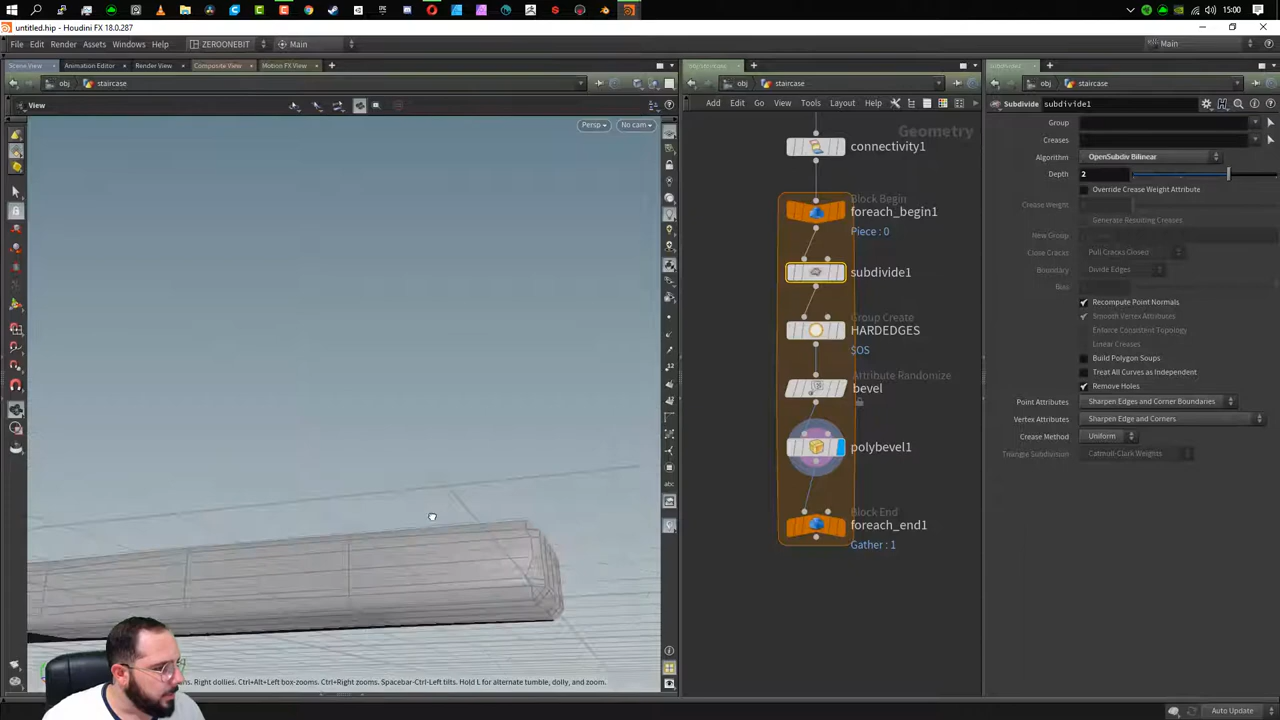 15:00
untitled.hip - Houdini FX 18.0.287
File Edit Render Assets Windows Help ZEROONEBIT Main Main
Scene View Animation Editor Render View Composite View Motion FX View
obj staircase
obj staircase
obj staircase
View
Add Edit Go View Tools Layout Help
Subdivide subdivide1
Persp No cam
Geometry
connectivity1
Block Begin
foreach_begin1
Piece : 0
subdivide1
Group Create
HARDEDGES
Attribute Randomize
bevel
polybevel1
Block End
foreach_end1
Gather : 1
Group
Creases
Algorithm OpenSubdiv Bilinear
Depth 2
Override Crease Weight Attribute
Crease Weight
Generate Resulting Creases
New Group
Close Cracks Pull Cracks Closed
Boundary Divide Edges
Bias
Recompute Point Normals
Smooth Vertex Attributes
Enforce Consistent Topology
Linear Creases
Build Polygon Soups
Treat All Curves as Independent
Remove Holes
Point Attributes Sharpen Edges and Corner Boundaries
Vertex Attributes Sharpen Edge and Corners
Crease Method Uniform
Triangle Subdivision Catmull-Clark Weights
abc
Right dollies. Ctrl+Alt+Left box-zooms. Ctrl+Right zooms. Spacebar-Ctrl-Left tilts. Hold L for alternate tumble, dolly, and zoom.
Auto Update